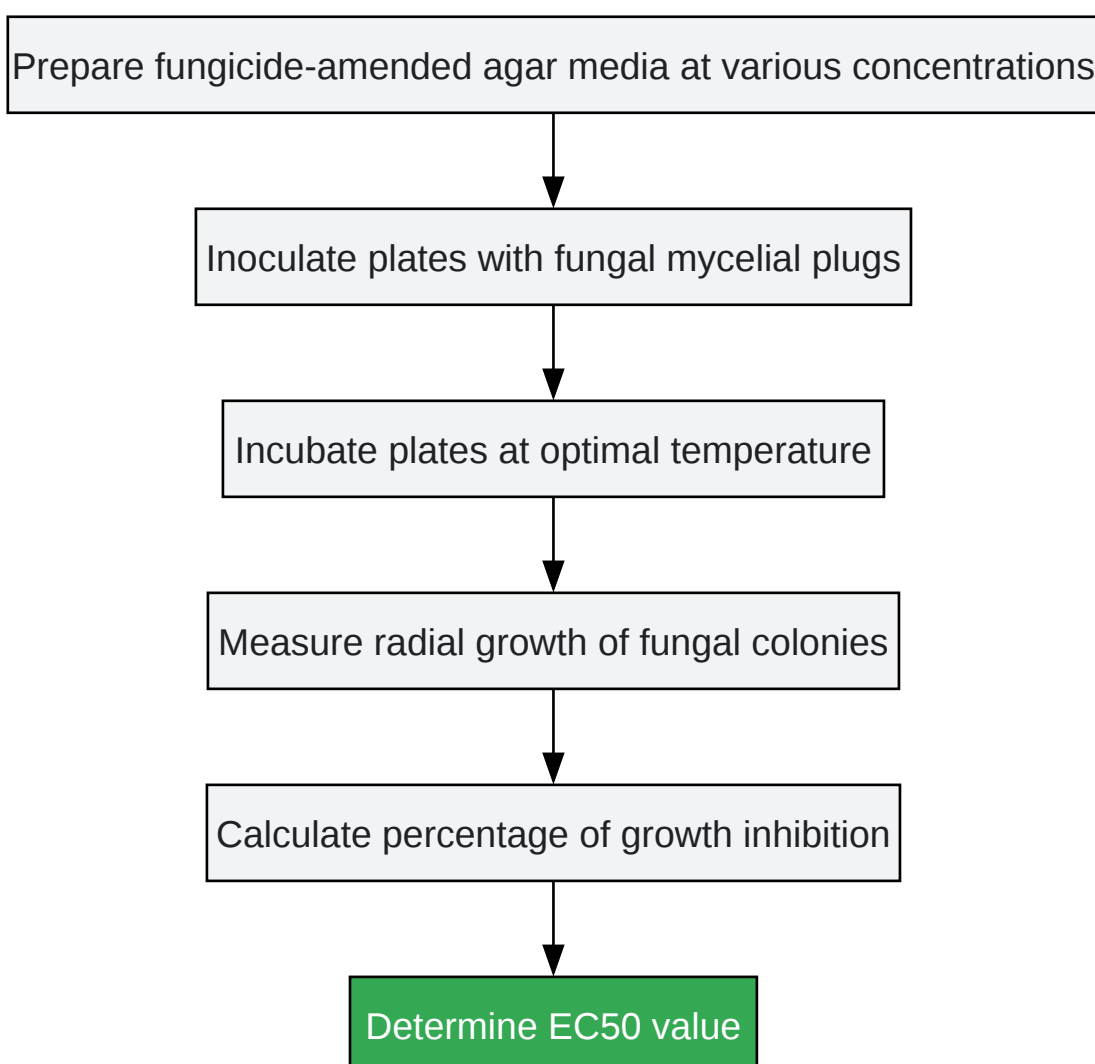 Prepare fungicide-amended agar media at various concentrations
Inoculate plates with fungal mycelial plugs
Incubate plates at optimal temperature
Measure radial growth of fungal colonies
Calculate percentage of growth inhibition
Determine EC50 value